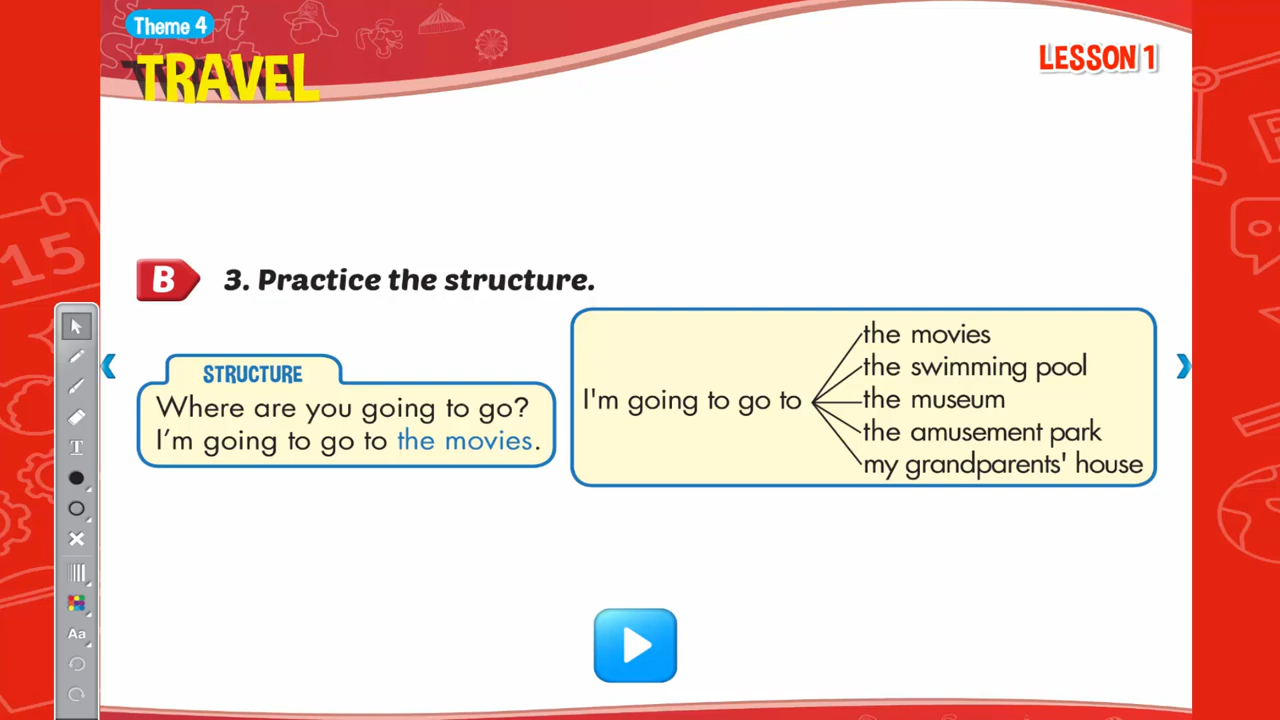 Theme 4
TRAVEL
LESSON 1
B 3. Practice the structure.
STRUCTURE
Where are you going to go?
I'm going to go to the movies.
I'm going to go to
the movies
the swimming pool
the museum
the amusement park
my grandparents' house
T
Aa
15